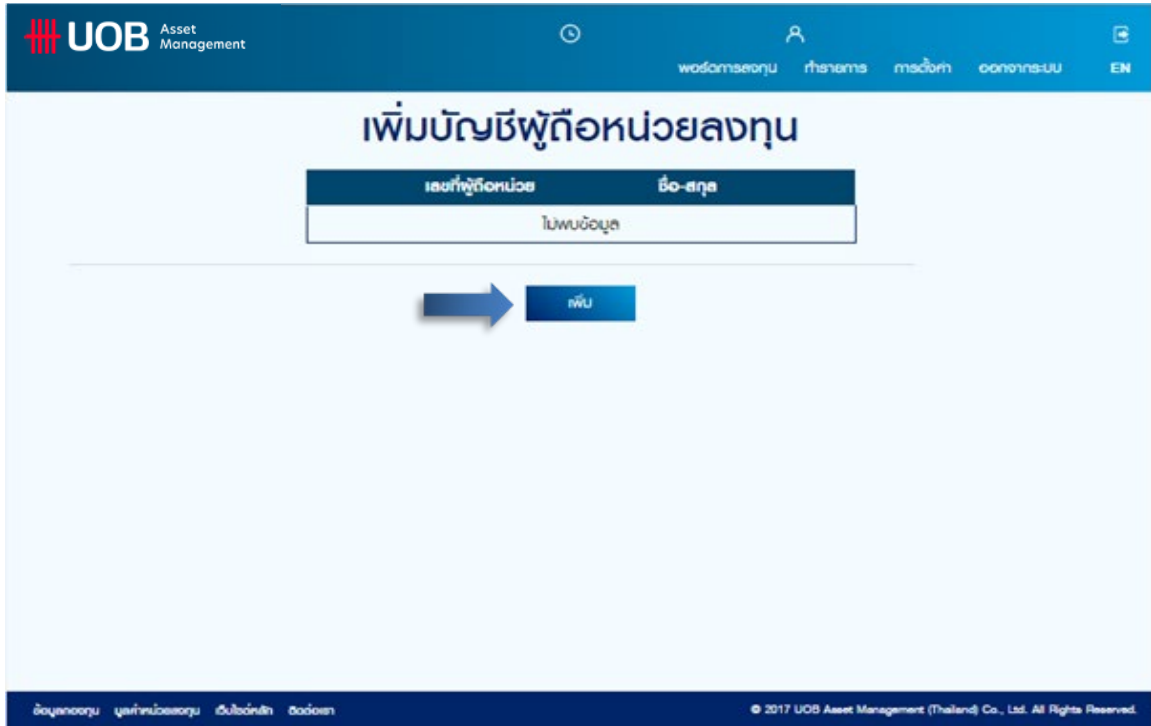 UOB Asset
Management
พอร์ตการลงทุน ทำรายการ การตั้งค่า ออกจากระบบ EN
เพิ่มบัญชีผู้ถือหน่วยลงทุน
เลขที่ผู้ถือหน่วย ชื่อ-สกุล
ไม่พบข้อมูล
เพิ่ม
ข้อมูลกองทุน มูลค่าหน่วยลงทุน เว็บไซต์หลัก ติดต่อเรา © 2017 UOB Asset Management (Thailand) Co., Ltd. All Rights Reserved.